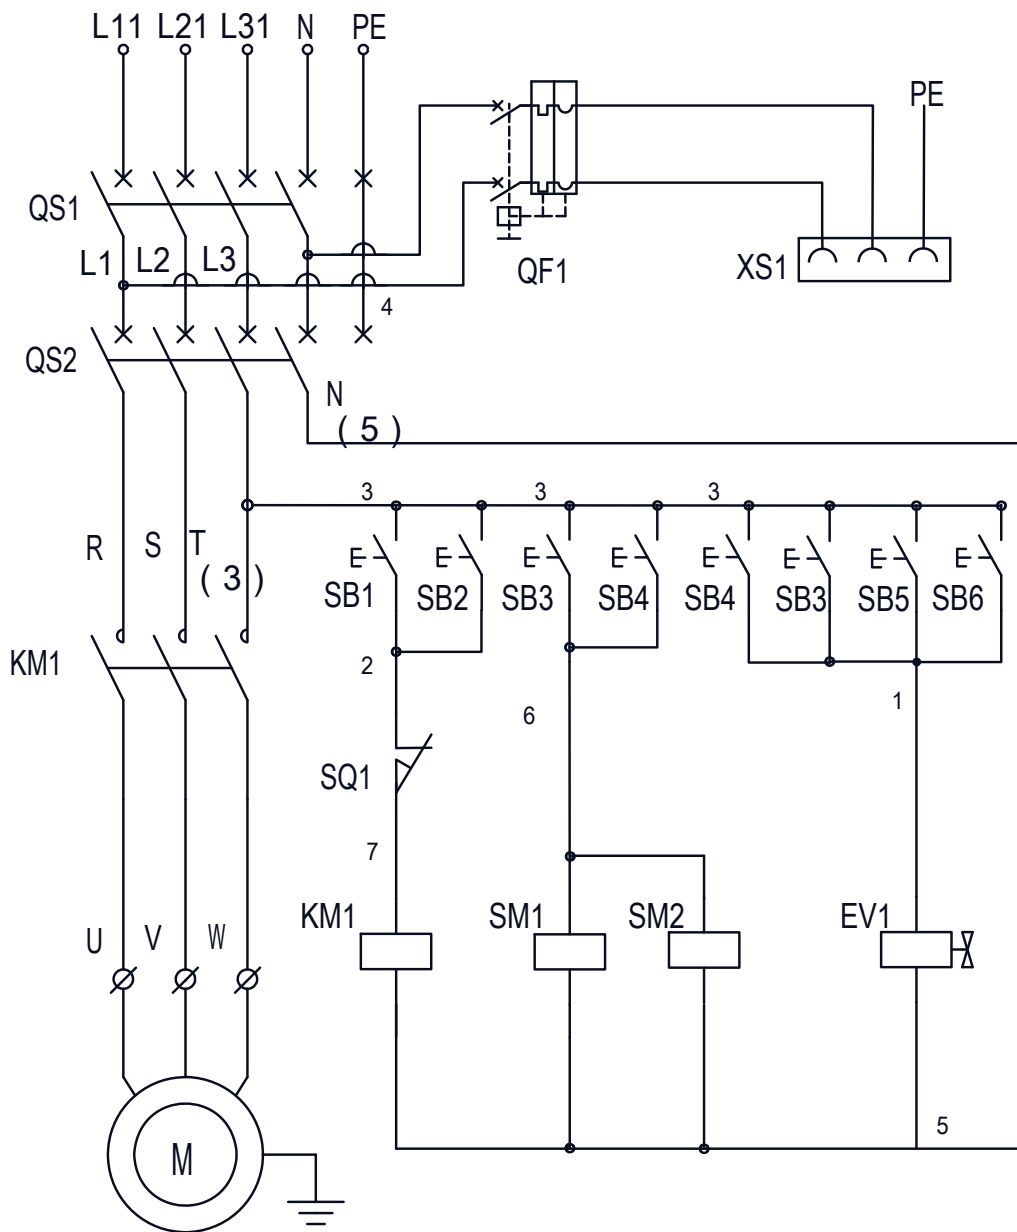 L11 L21 L31 N PE
PE
QS1
L1 L2 L3
QF1
XS1
4
QS2
N
( 5 )
3 3 3
R S T
( 3 )
SB1 SB2 SB3 SB4 SB4 SB3 SB5 SB6
KM1
2
6
1
SQ1
7
KM1 SM1 SM2 EV1
U V W
5
M